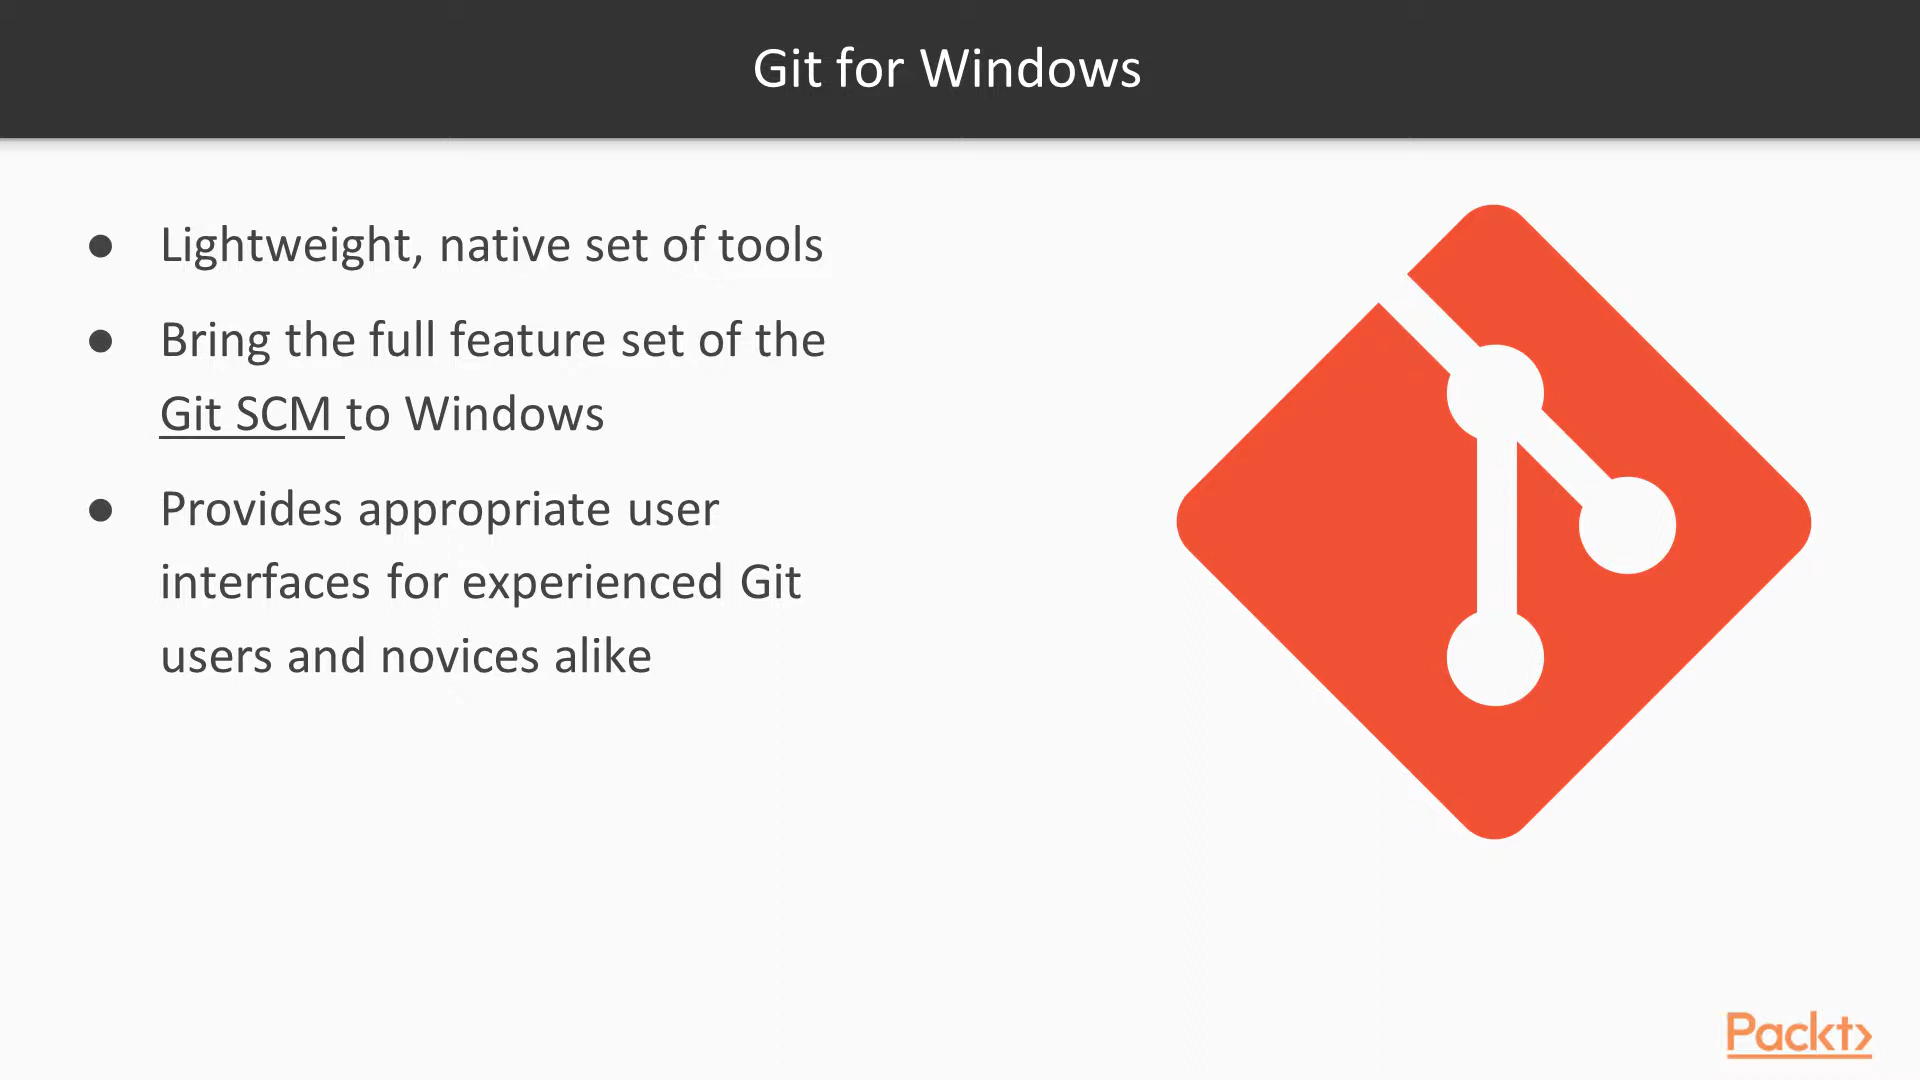 Git for Windows
● Lightweight, native set of tools
● Bring the full feature set of the
Git SCM to Windows
● Provides appropriate user
interfaces for experienced Git
users and novices alike
Packt>